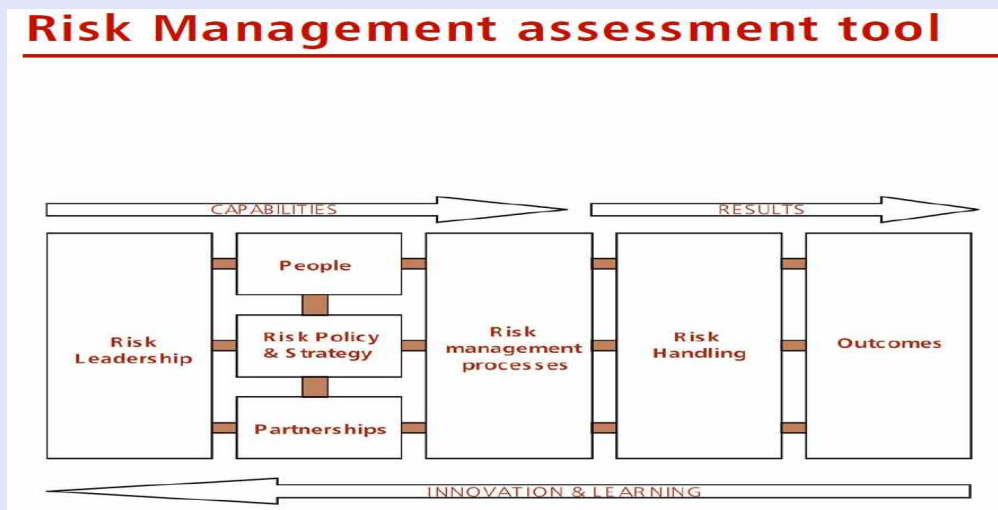 Risk Management assessment tool
CAPABILITIES
RESULTS
Risk
Leadership
People
Risk Policy
& Strategy
Partnerships
Risk
management
processes
Risk
Handling
Outcomes
INNOVATION & LEARNING